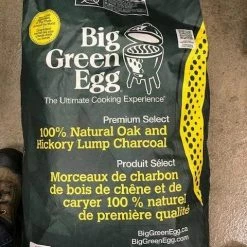 Big
Green
Egg®
The Ultimate Cooking Experience®
Premium Select
100% Natural Oak and
Hickory Lump Charcoal
Produit Sélect
Morceaux de charbon
de bois de chêne et de
caryer 100 % naturel
de première qualité
BigGreenEgg.ca
BigGreenEgg.com